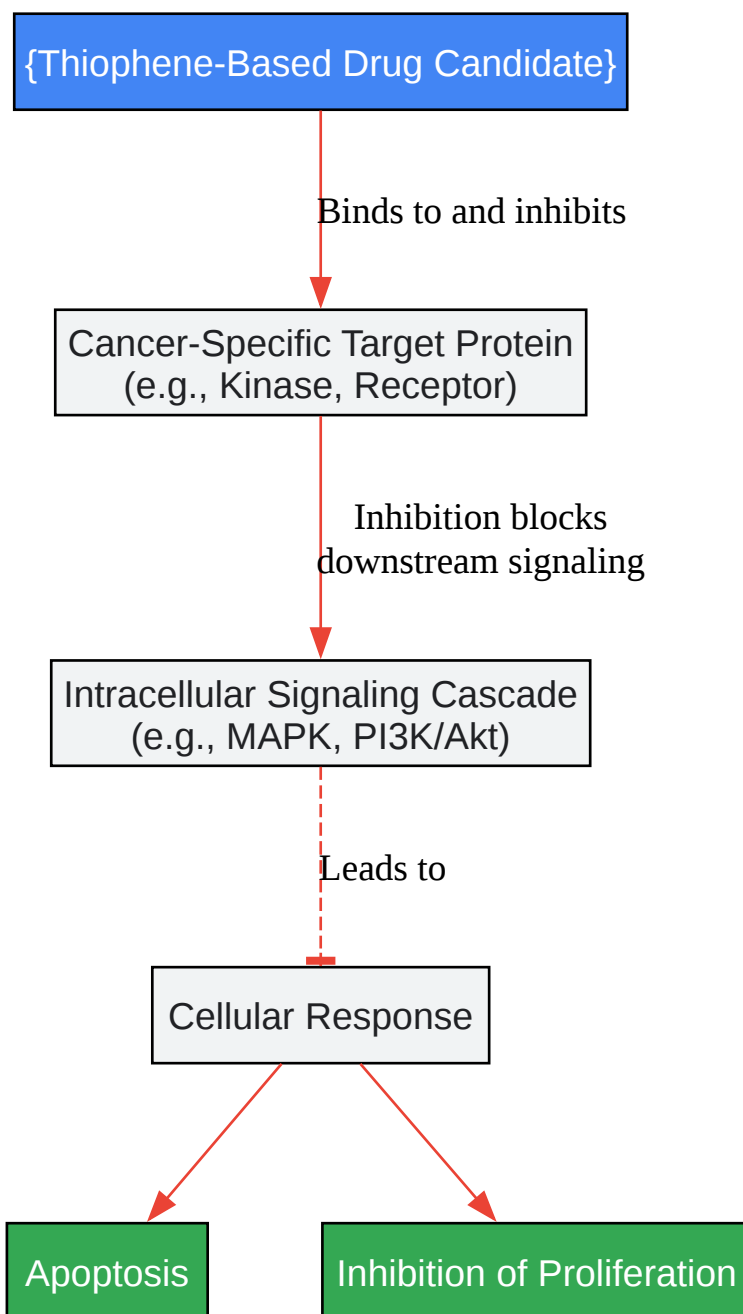 {Thiophene-Based Drug Candidate}
Binds to and inhibits
Cancer-Specific Target Protein
(e.g., Kinase, Receptor)
Inhibition blocks
downstream signaling
Intracellular Signaling Cascade
(e.g., MAPK, PI3K/Akt)
Leads to
Cellular Response
Apoptosis
Inhibition of Proliferation